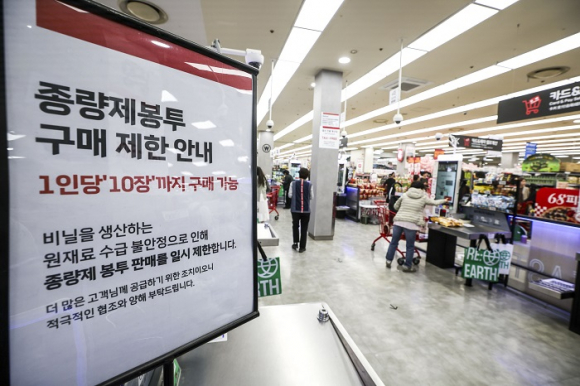 종량제봉투
구매 제한 안내
1인당'10장'까지 구매 가능
비닐을 생산하는
원재료 수급 불안정으로 인해
종량제 봉투 판매를 일시 제한합니다.
더 많은 고객님께 공급하기 위한 조치이오니
적극적인 협조와 양해 부탁드립니다.
카드&
RE:
EARTH
68피